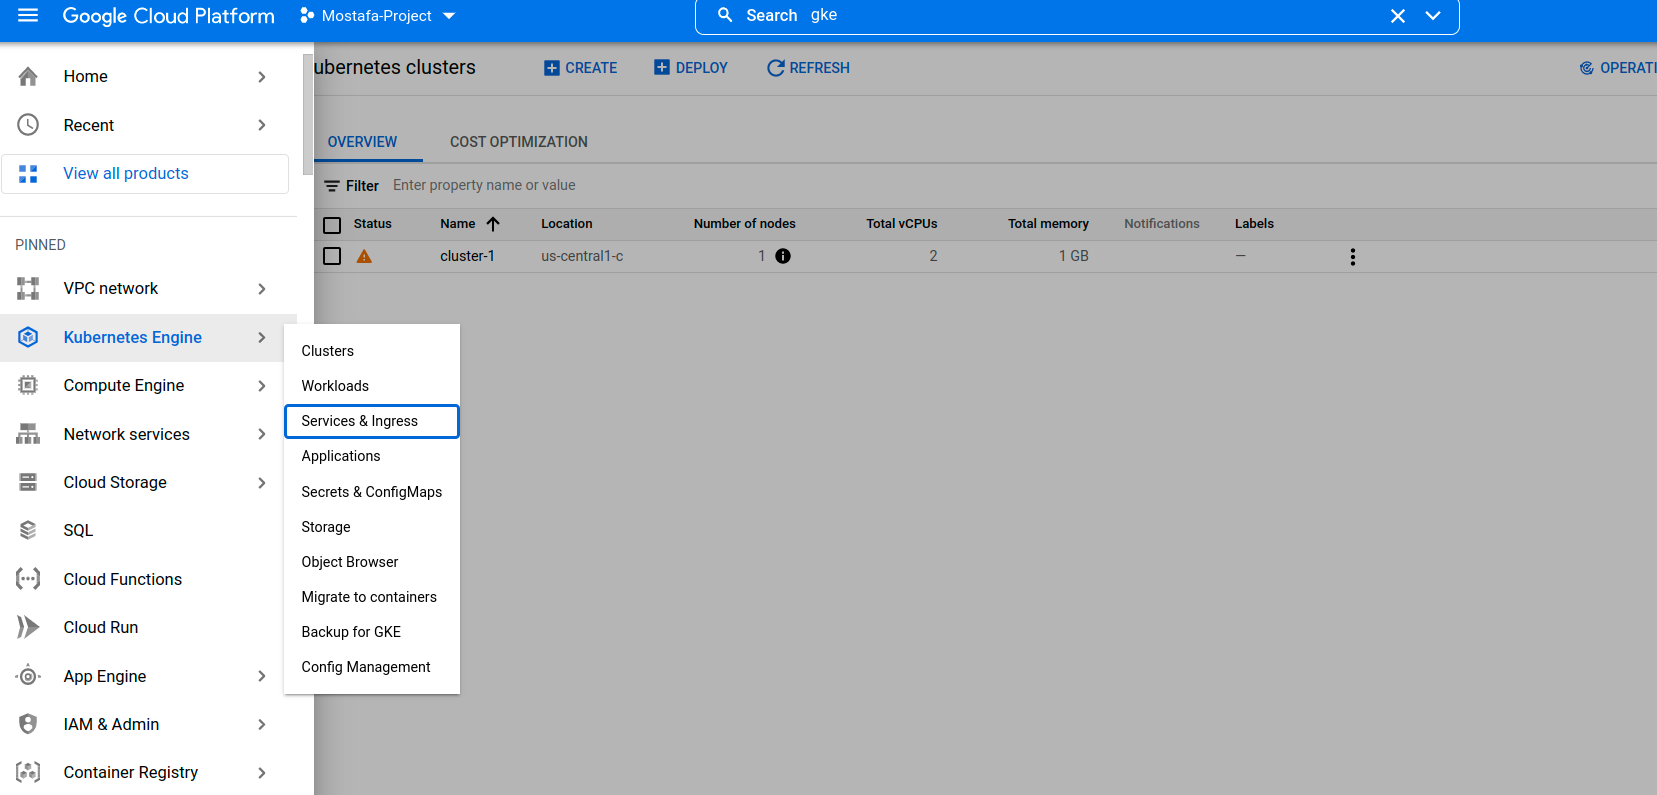 Google Cloud Platform
Mostafa-Project
Search gke
ubernetes clusters
CREATE
DEPLOY
REFRESH
OPERATI
Home
Recent
View all products
PINNED
VPC network
Kubernetes Engine
Compute Engine
Network services
Cloud Storage
SQL
Cloud Functions
Cloud Run
App Engine
IAM & Admin
Container Registry
Clusters
Workloads
Services & Ingress
Applications
Secrets & ConfigMaps
Storage
Object Browser
Migrate to containers
Backup for GKE
Config Management
OVERVIEW
COST OPTIMIZATION
Filter Enter property name or value
Status Name Location Number of nodes Total vCPUs Total memory Notifications Labels
cluster-1 us-central1-c 1 2 1 GB —